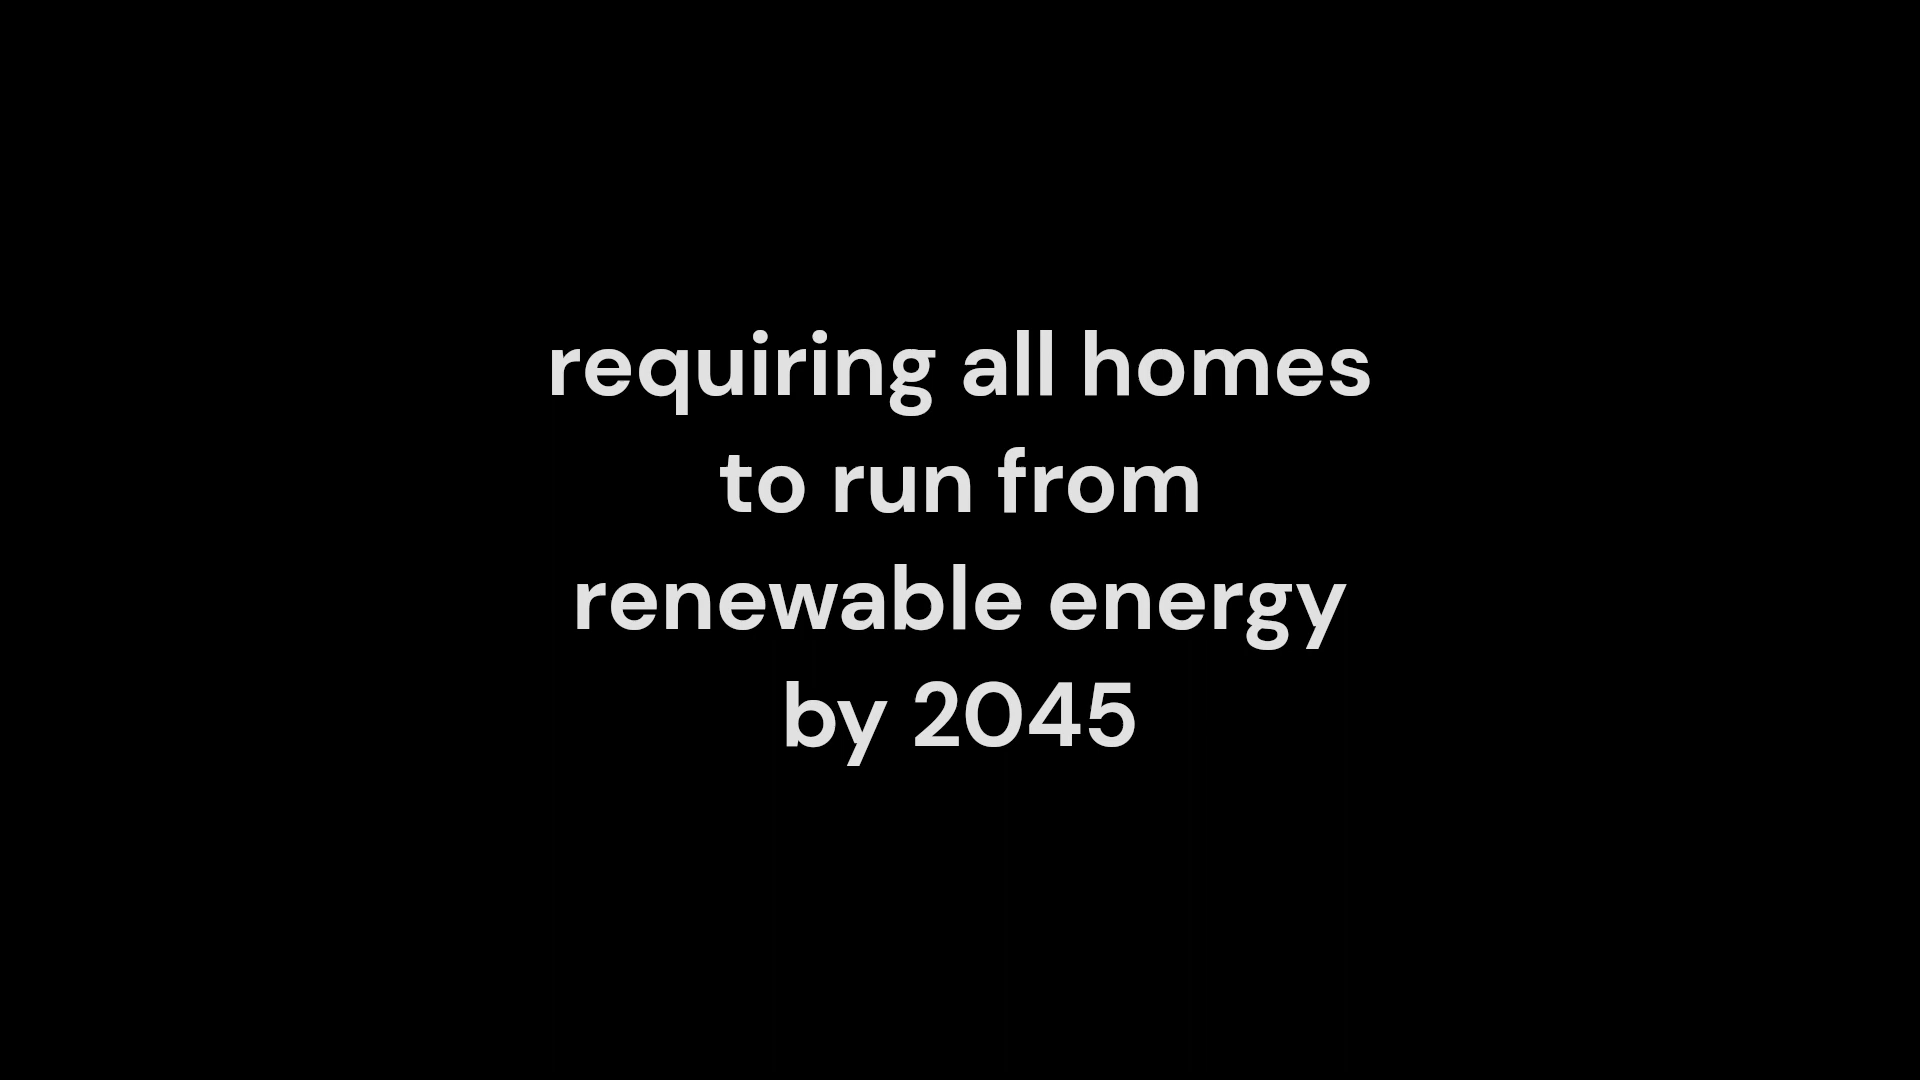 requiring all homes
to run from
renewable energy
by 2045